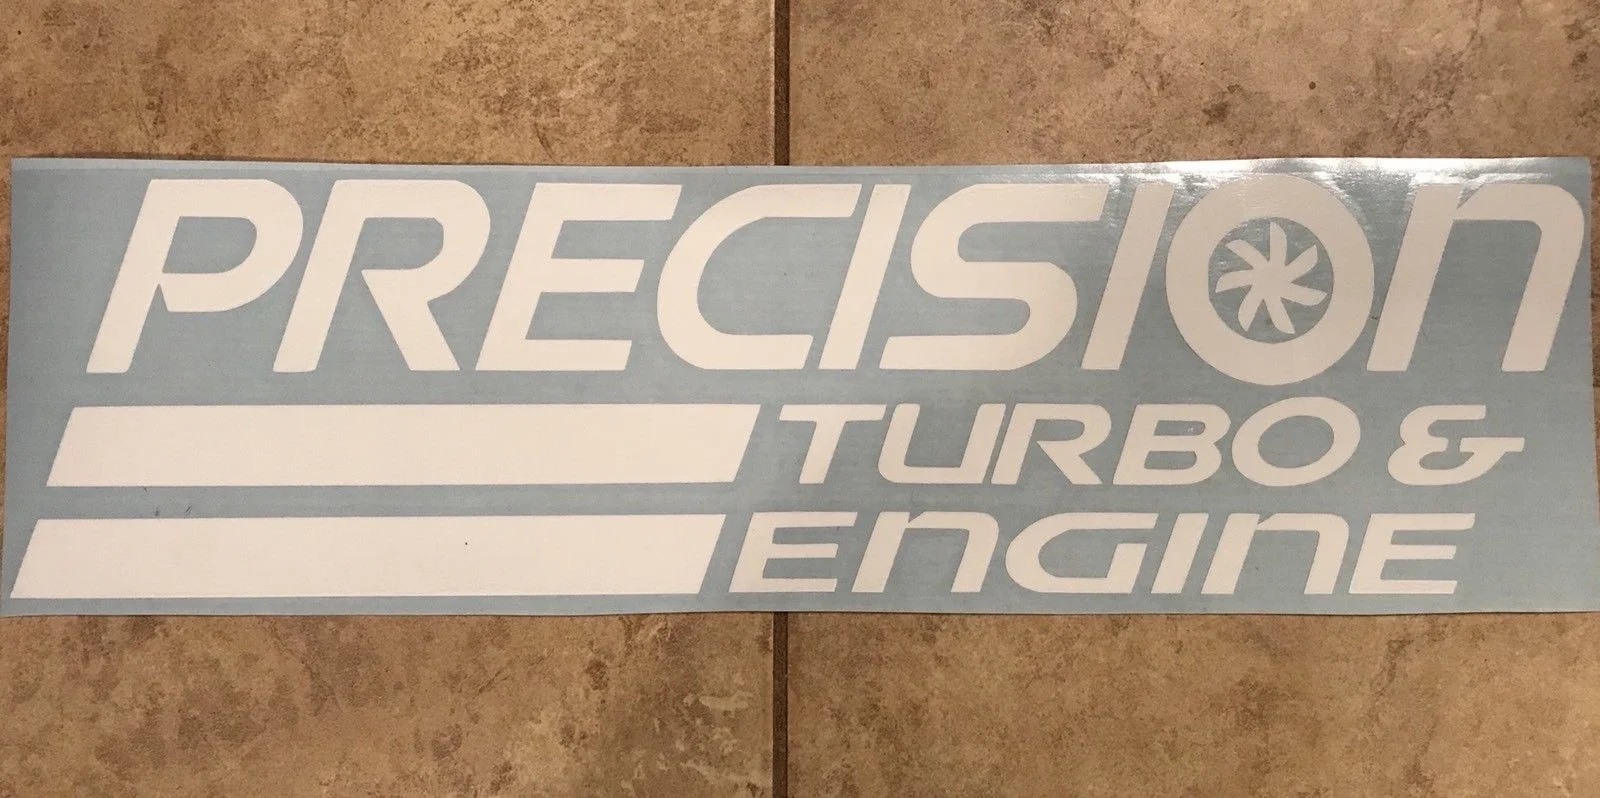 PRECISION
TURBO &
ENGINE